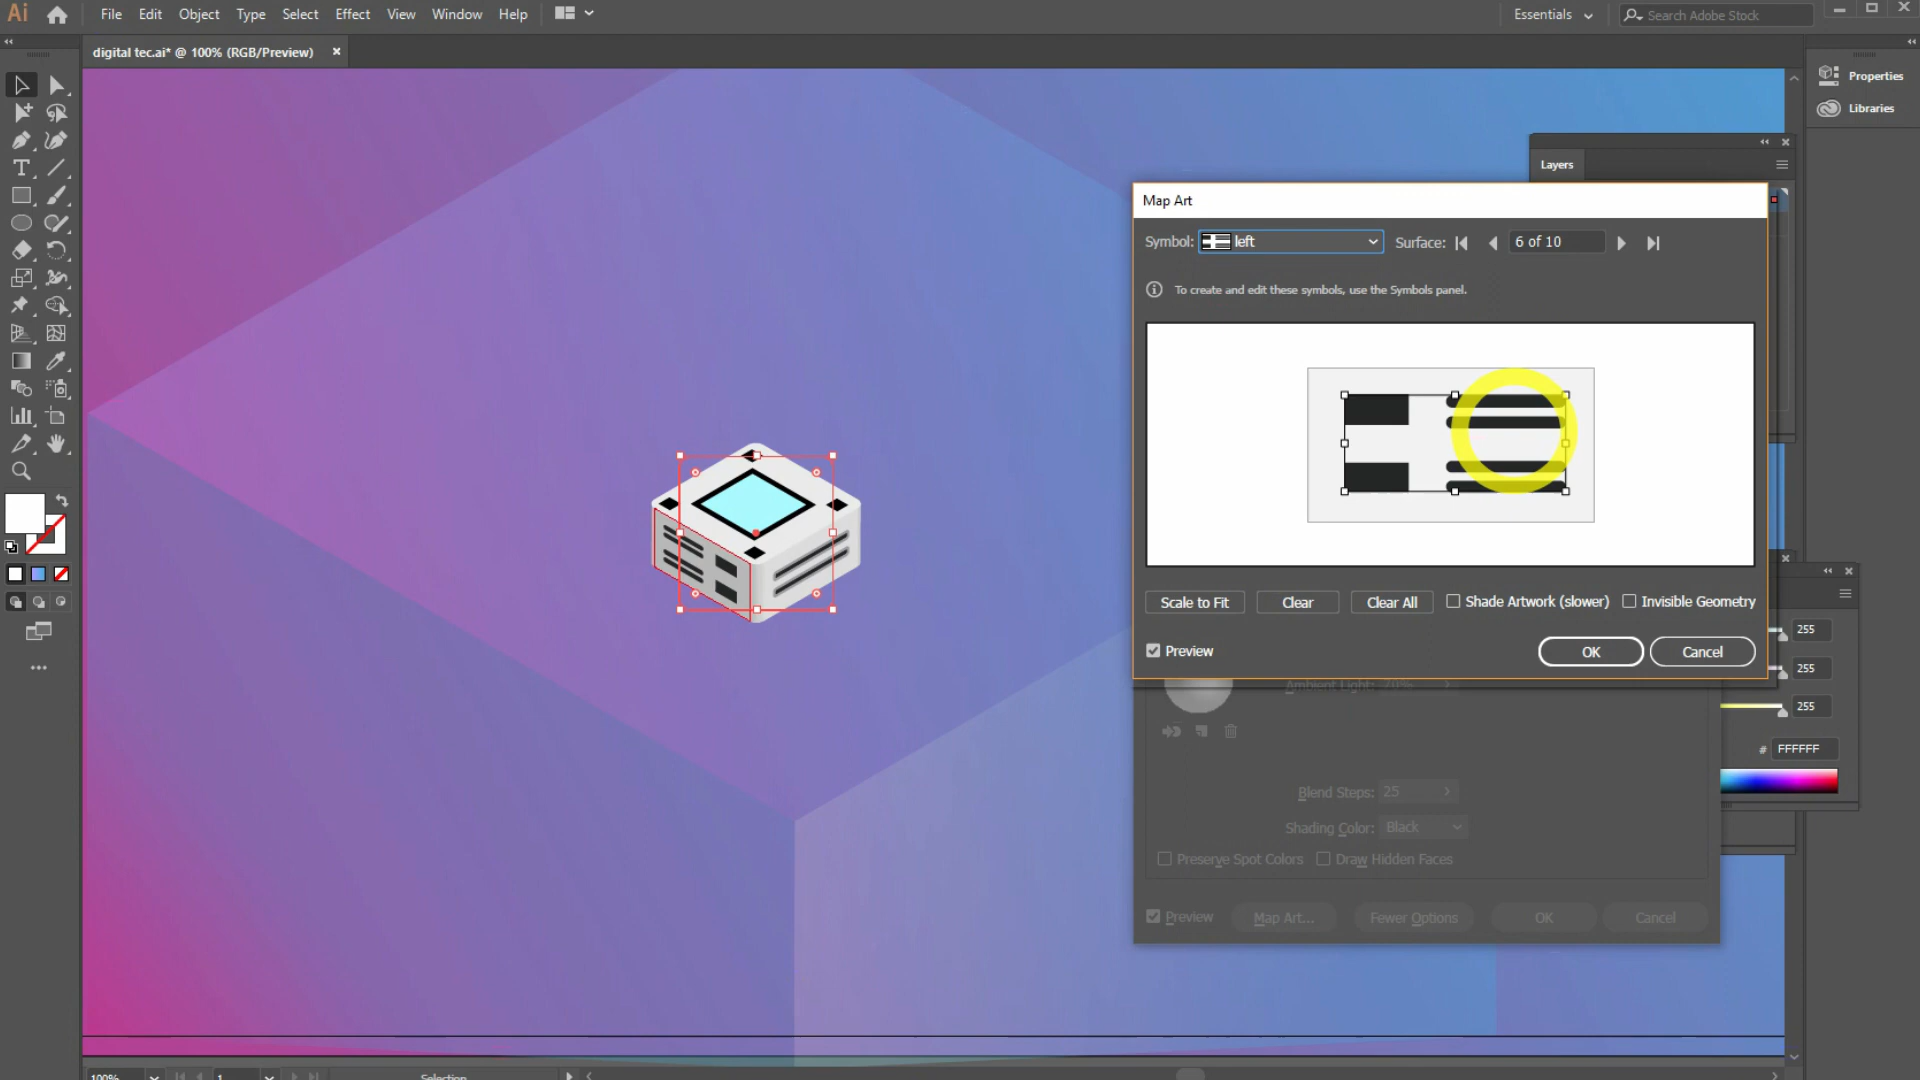 Ai File Edit Object Type Select Effect View Window Help Essentials Search Adobe Stock
digital tec.ai* @ 100% (RGB/Preview)
Properties
Libraries
Layers
Map Art
Symbol: left Surface: 6 of 10
To create and edit these symbols, use the Symbols panel.
Scale to Fit Clear Clear All Shade Artwork (slower) Invisible Geometry
Preview OK Cancel
255
255
255
# FFFFFF
Ambient Light: 70%
Blend Steps: 25
Shading Color: Black
Preserve Spot Colors Draw Hidden Faces
Preview Map Art... Fewer Options OK Cancel
100% 1 Selection